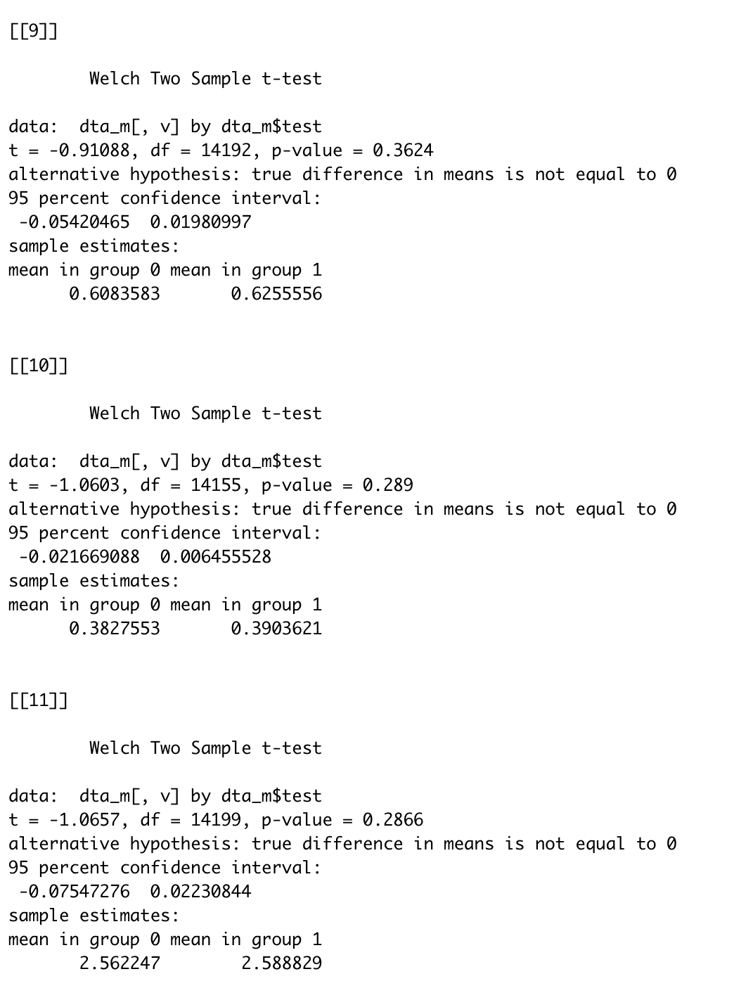 [[9]]
Welch Two Sample t-test
data:  dta_m[, v] by dta_m$test
t = -0.91088, df = 14192, p-value = 0.3624
alternative hypothesis: true difference in means is not equal to 0
95 percent confidence interval:
 -0.05420465  0.01980997
sample estimates:
mean in group 0 mean in group 1
      0.6083583       0.6255556
[[10]]
Welch Two Sample t-test
data:  dta_m[, v] by dta_m$test
t = -1.0603, df = 14155, p-value = 0.289
alternative hypothesis: true difference in means is not equal to 0
95 percent confidence interval:
 -0.021669088  0.006455528
sample estimates:
mean in group 0 mean in group 1
      0.3827553       0.3903621
[[11]]
Welch Two Sample t-test
data:  dta_m[, v] by dta_m$test
t = -1.0657, df = 14199, p-value = 0.2866
alternative hypothesis: true difference in means is not equal to 0
95 percent confidence interval:
 -0.07547276  0.02230844
sample estimates:
mean in group 0 mean in group 1
       2.562247        2.588829